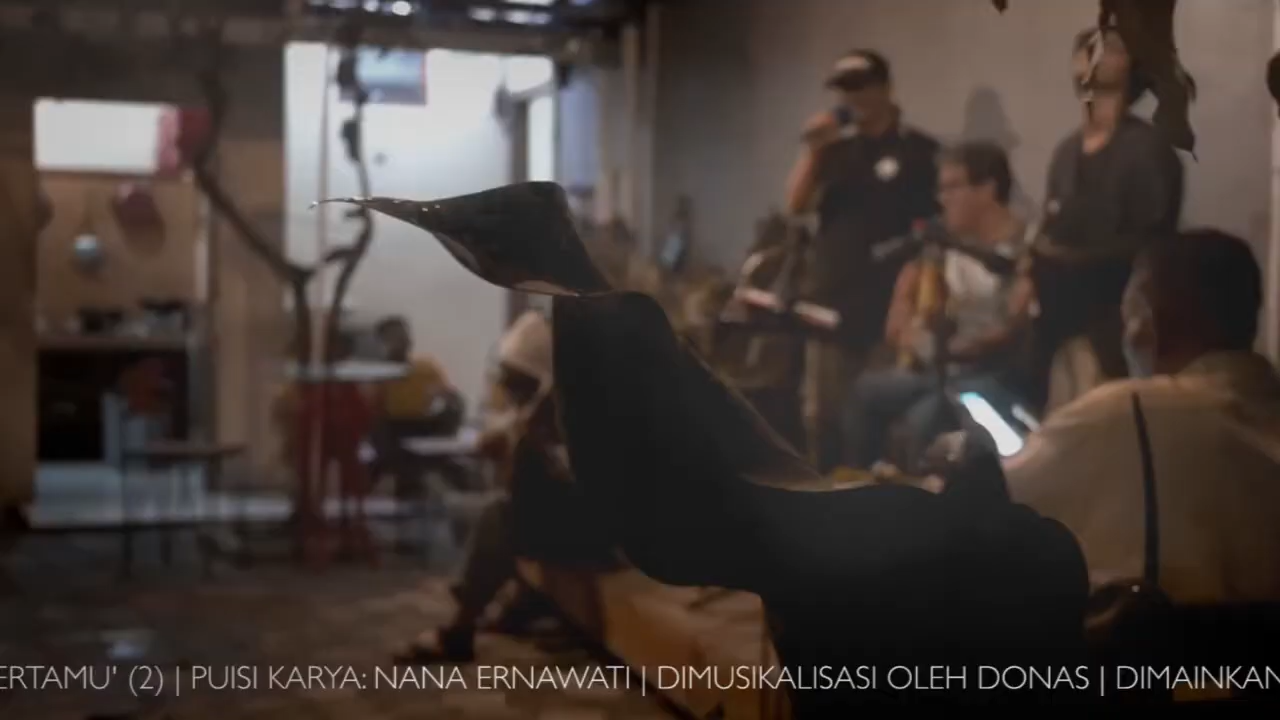 ERTAMU' (2) | PUISI KARYA: NANA ERNAWATI | DIMUSIKALISASI OLEH DONAS | DIMAINKAN